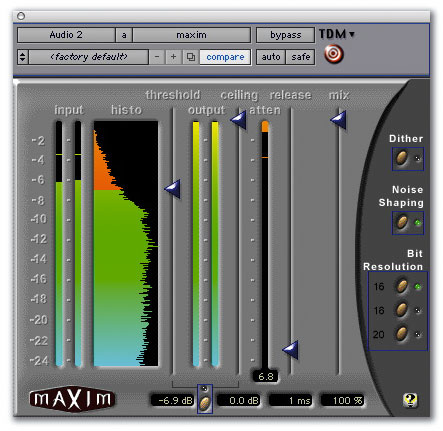 Audio 2 a maxim bypass TDM
<factory default> − + compare auto safe
threshold ceiling release mix
input histo output atten
-2
-4
-6
-8
-10
-12
-14
-16
-18
-20
-22
-24
Dither
Noise
Shaping
Bit
Resolution
16
18
20
6.8
MAXIM -6.9 dB 0.0 dB 1 ms 100 % ?